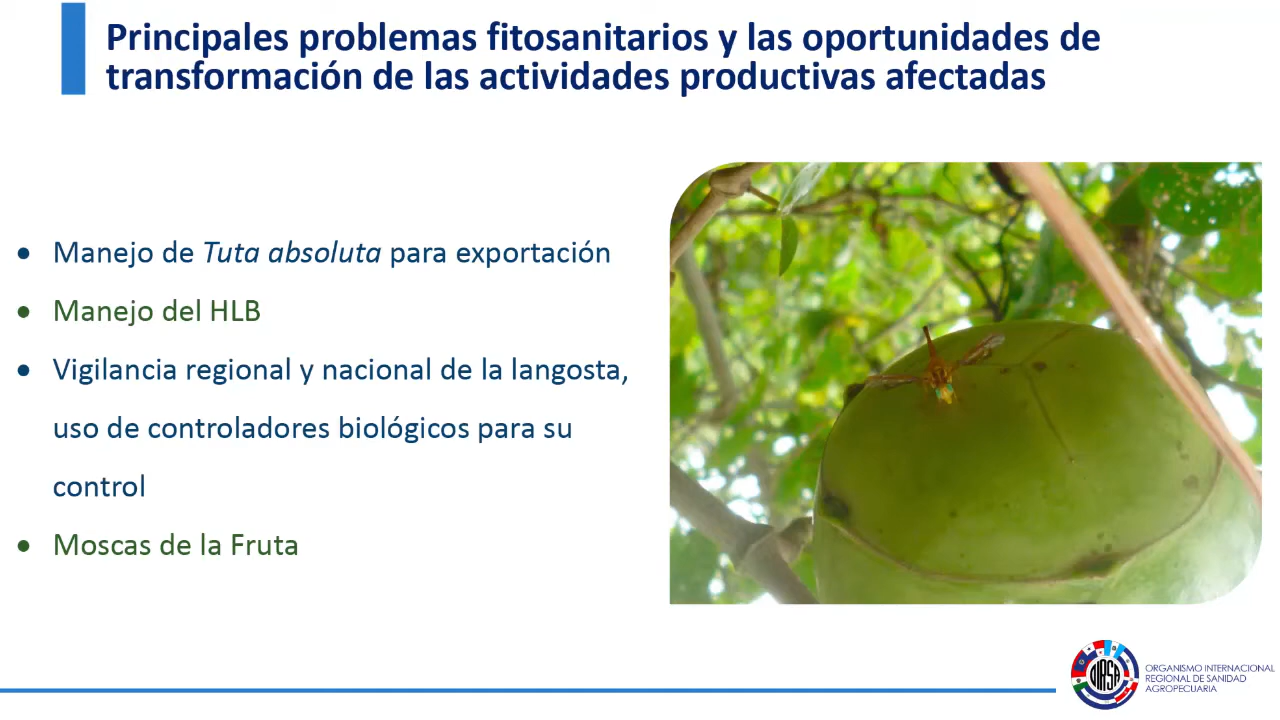 Principales problemas fitosanitarios y las oportunidades de
transformación de las actividades productivas afectadas
• Manejo de Tuta absoluta para exportación
• Manejo del HLB
• Vigilancia regional y nacional de la langosta,
uso de controladores biológicos para su
control
• Moscas de la Fruta
OIRSA
ORGANISMO INTERNACIONAL
REGIONAL DE SANIDAD
AGROPECUARIA